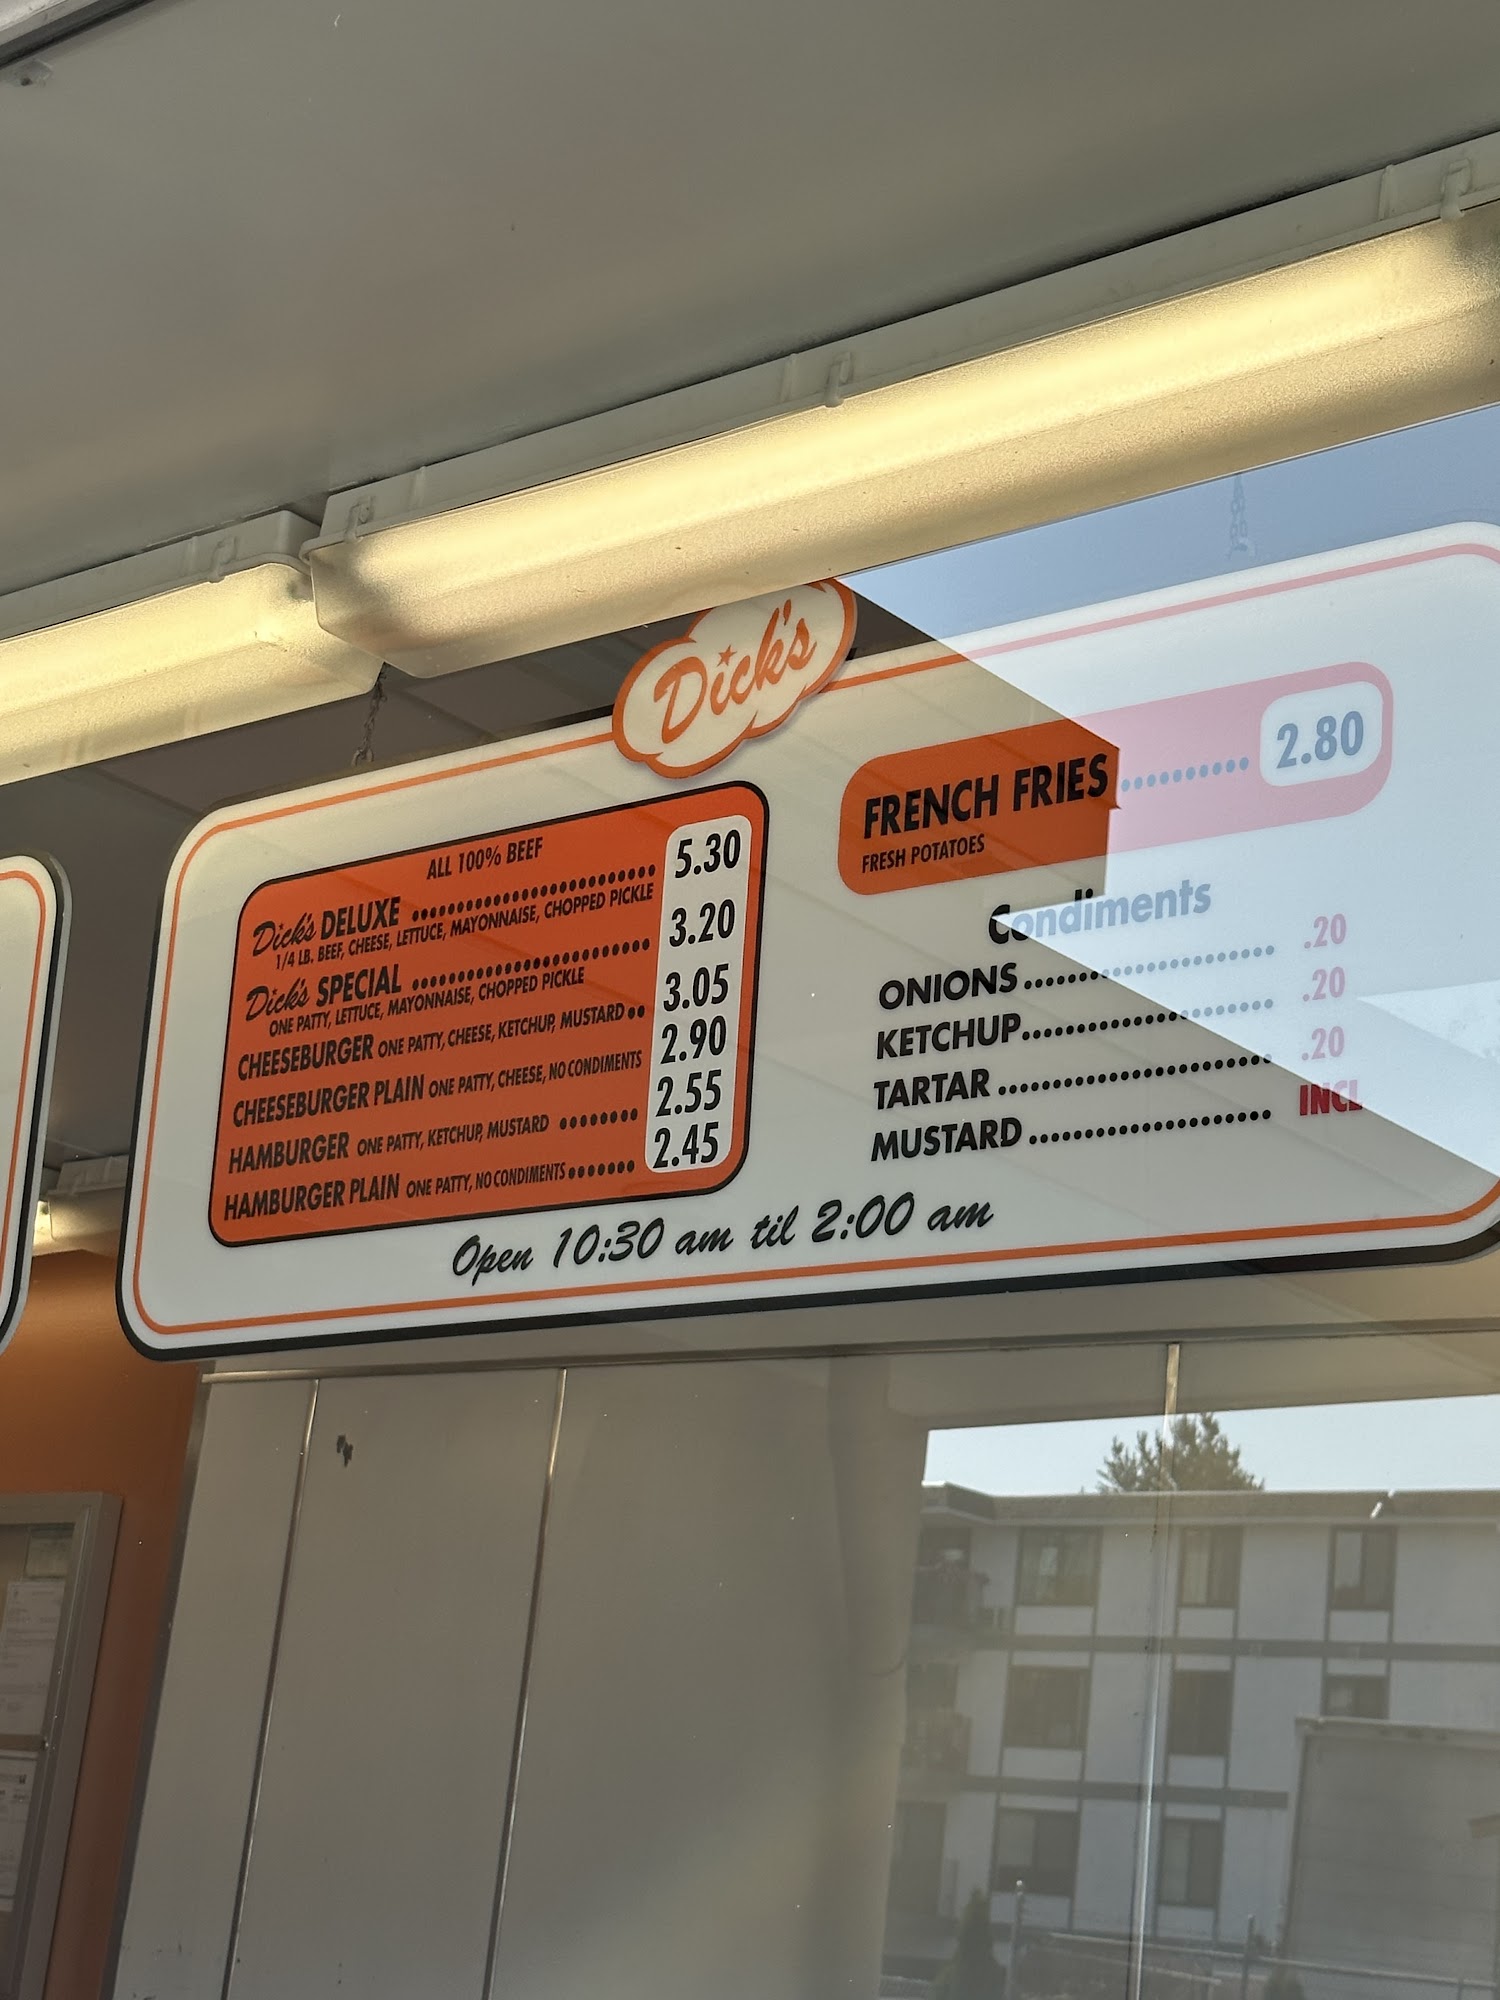 Dick's
ALL 100% BEEF
Dick's DELUXE ........................ 5.30
1/4 LB. BEEF, CHEESE, LETTUCE, MAYONNAISE, CHOPPED PICKLE
Dick's SPECIAL ........................ 3.20
ONE PATTY, LETTUCE, MAYONNAISE, CHOPPED PICKLE
CHEESEBURGER ONE PATTY, CHEESE, KETCHUP, MUSTARD .. 3.05
CHEESEBURGER PLAIN ONE PATTY, CHEESE, NO CONDIMENTS 2.90
HAMBURGER ONE PATTY, KETCHUP, MUSTARD ........ 2.55
HAMBURGER PLAIN ONE PATTY, NO CONDIMENTS ....... 2.45
FRENCH FRIES .......... 2.80
FRESH POTATOES
Condiments
ONIONS ........................ .20
KETCHUP ........................ .20
TARTAR ........................ .20
MUSTARD ....................... INCL
Open 10:30 am til 2:00 am